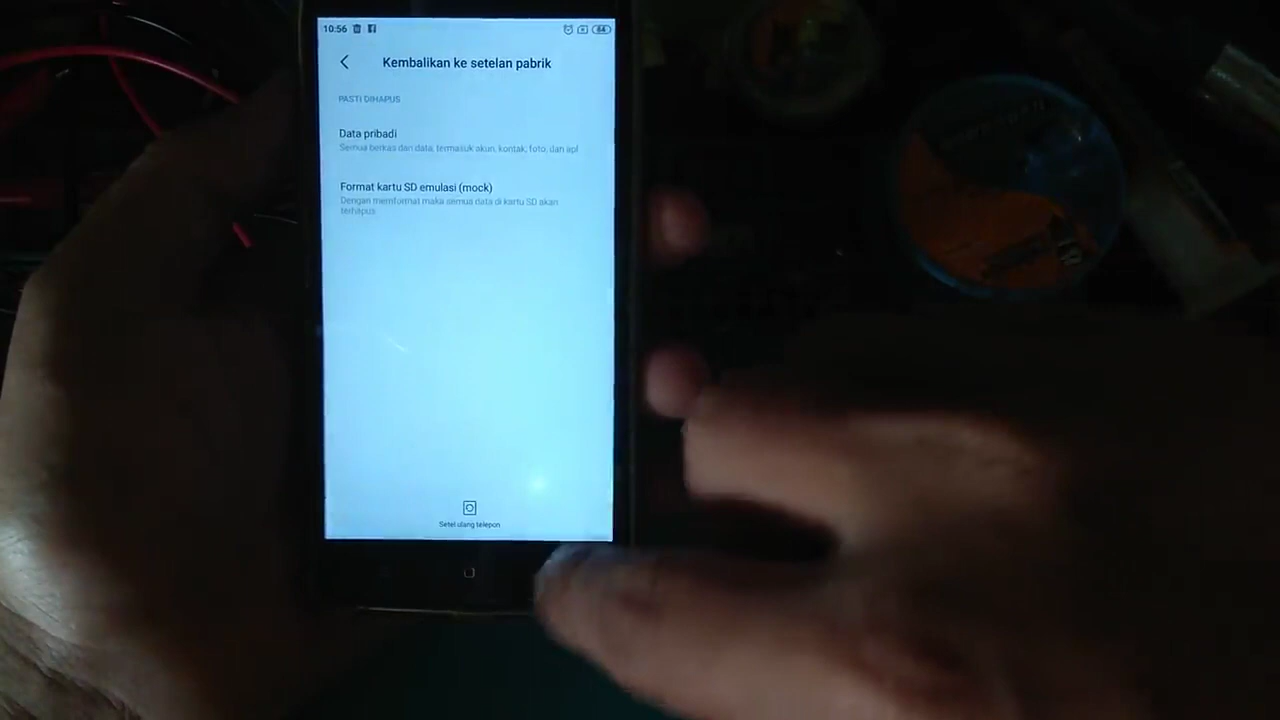 10:56
64
Kembalikan ke setelan pabrik
PASTI DIHAPUS
Data pribadi
Semua berkas dan data, termasuk akun, kontak, foto, dan apl
Format kartu SD emulasi (mock)
Dengan memformat maka semua data di kartu SD akan
terhapus.
Setel ulang telepon